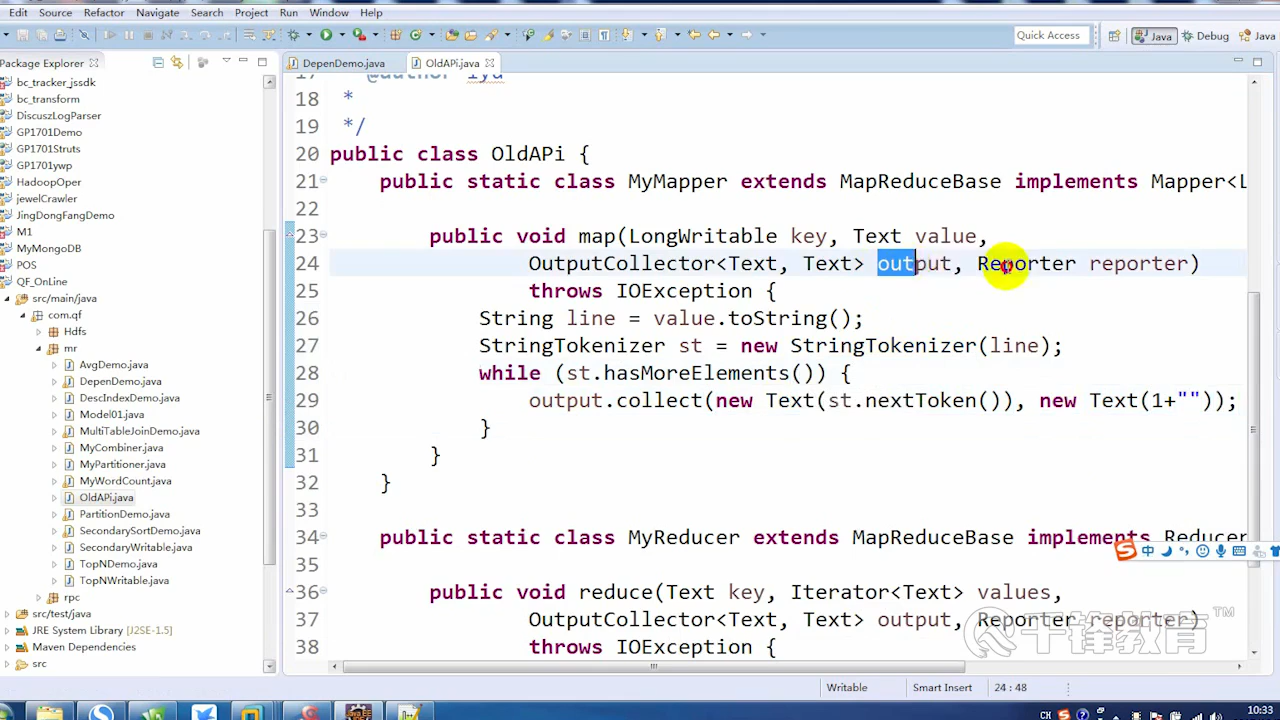 Edit Source Refactor Navigate Search Project Run Window Help
Quick Access
Java
Debug
Java
Package Explorer
DepenDemo.java
OldAPi.java
bc_tracker_jssdk
bc_transform
DiscuszLogParser
GP1701Demo
GP1701Struts
GP1701ywp
HadoopOper
jewelCrawler
JingDongFangDemo
M1
MyMongoDB
POS
QF_OnLine
src/main/java
com.qf
Hdfs
mr
AvgDemo.java
DepenDemo.java
DescIndexDemo.java
Model01.java
MultiTableJoinDemo.java
MyCombiner.java
MyPartitioner.java
MyWordCount.java
OldAPi.java
PartitionDemo.java
SecondarySortDemo.java
SecondaryWritable.java
TopNDemo.java
TopNWritable.java
rpc
src/test/java
JRE System Library [J2SE-1.5]
Maven Dependencies
src
18 *
19 */
20 public class OldAPi {
21 public static class MyMapper extends MapReduceBase implements Mapper<L
22
23 public void map(LongWritable key, Text value,
24 OutputCollector<Text, Text> output, Reporter reporter)
25 throws IOException {
26 String line = value.toString();
27 StringTokenizer st = new StringTokenizer(line);
28 while (st.hasMoreElements()) {
29 output.collect(new Text(st.nextToken()), new Text(1+""));
30 }
31 }
32 }
33
34 public static class MyReducer extends MapReduceBase implements Reducer
35
36 public void reduce(Text key, Iterator<Text> values,
37 OutputCollector<Text, Text> output, Reporter reporter)
38 throws IOException {
中
千锋教育™
Writable
Smart Insert
24 : 48
CH
10:33